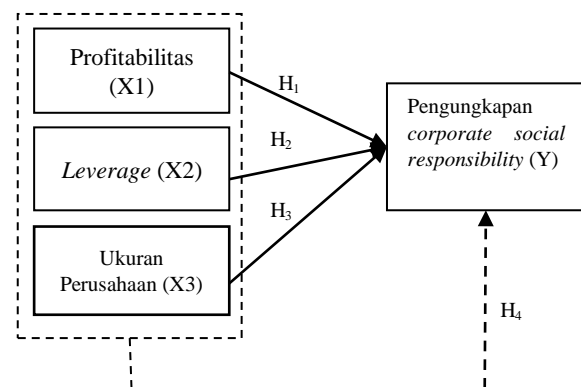 Profitabilitas
(X1)
H1
Pengungkapan
corporate social
responsibility (Y)
H2
Leverage (X2)
H3
Ukuran
Perusahaan (X3)
H4